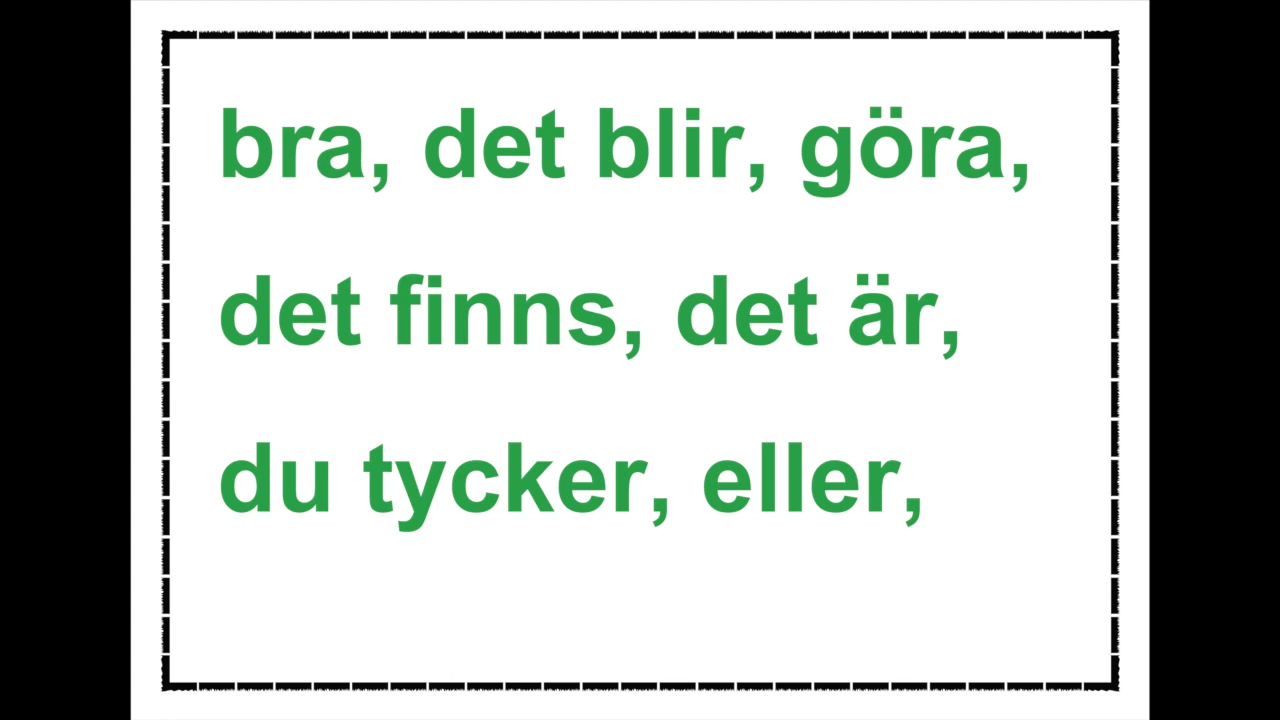 bra, det blir, göra,
det finns, det är,
du tycker, eller,